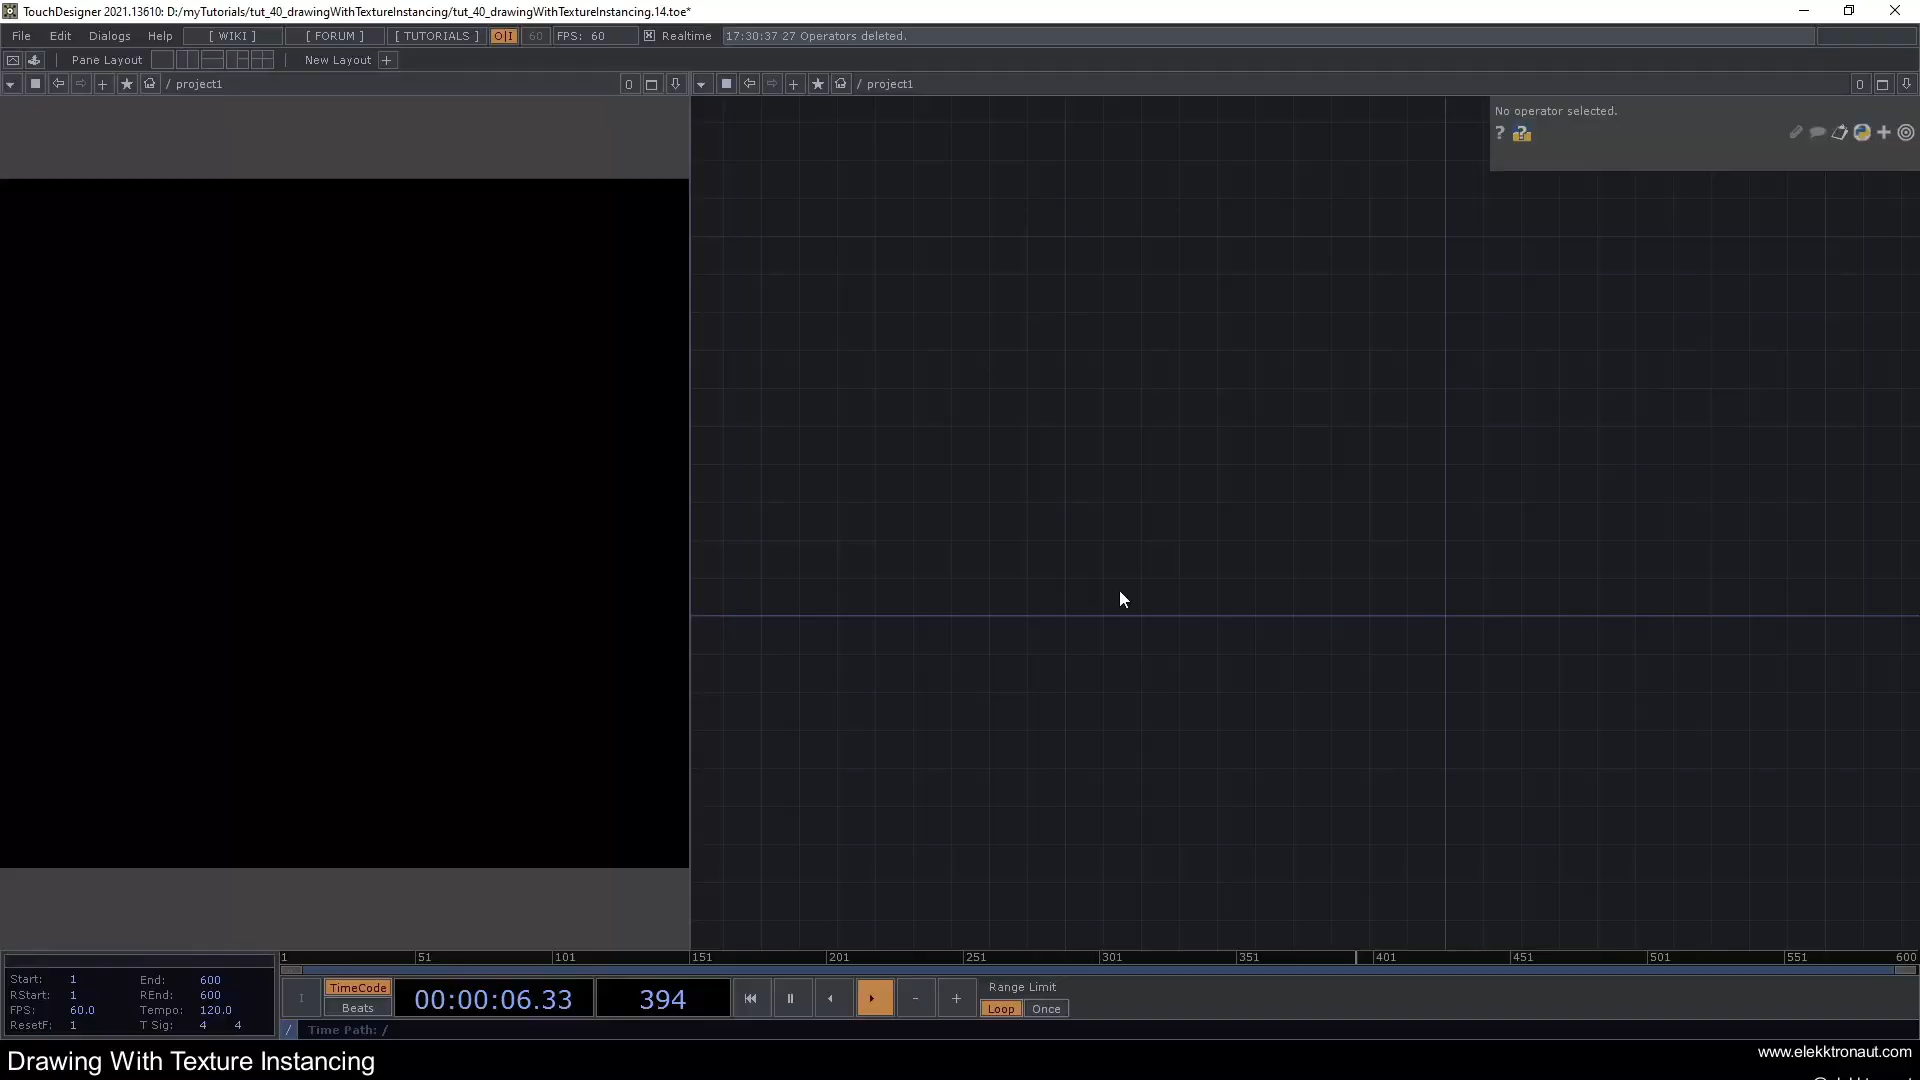 TouchDesigner 2021.13610: D:/myTutorials/tut_40_drawingWithTextureInstancing/tut_40_drawingWithTextureInstancing.14.toe*
File Edit Dialogs Help [ WIKI ] [ FORUM ] [ TUTORIALS ] O|I 60 FPS: 60 Realtime 17:30:37 27 Operators deleted.
Pane Layout New Layout +
/ project1 0
/ project1 0
No operator selected.
? ?
1 51 101 151 201 251 301 351 401 451 501 551 600
Start: 1 End: 600
RStart: 1 REnd: 600
FPS: 60.0 Tempo: 120.0
ResetF: 1 T Sig: 4 4
I TimeCode Beats 00:00:06.33 394 - +
Range Limit
Loop Once
/ Time Path: /
Drawing With Texture Instancing
www.elekktronaut.com